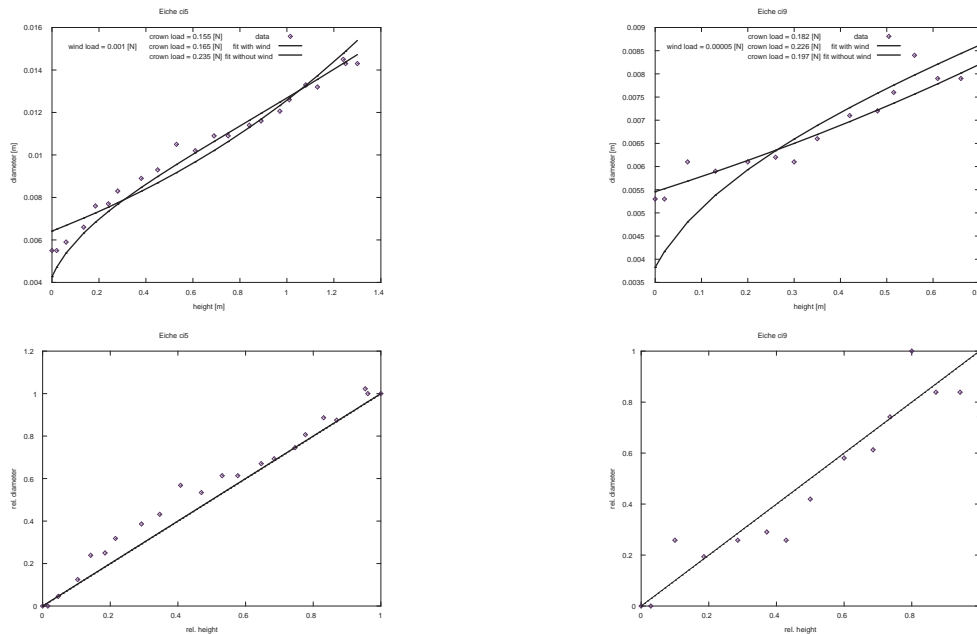 Eiche ci5
0.016
0.014
0.012
0.01
0.008
0.006
0.004
diameter [m]
crown load = 0.155 [N] data
wind load = 0.001 [N] crown load = 0.165 [N] fit with wind
crown load = 0.235 [N] fit without wind
0 0.2 0.4 0.6 0.8 1 1.2 1.4
height [m]
Eiche ci9
0.009
0.0085
0.008
0.0075
0.007
0.0065
0.006
0.0055
0.005
0.0045
0.004
0.0035
diameter [m]
crown load = 0.182 [N] data
wind load = 0.00005 [N] crown load = 0.226 [N] fit with wind
crown load = 0.197 [N] fit without wind
0 0.1 0.2 0.3 0.4 0.5 0.6
height [m]
Eiche ci5
1.2
1
0.8
0.6
0.4
0.2
0
rel. diameter
0 0.2 0.4 0.6 0.8 1
rel. height
Eiche ci9
1
0.8
0.6
0.4
0.2
0
rel. diameter
0 0.2 0.4 0.6 0.8
rel. height